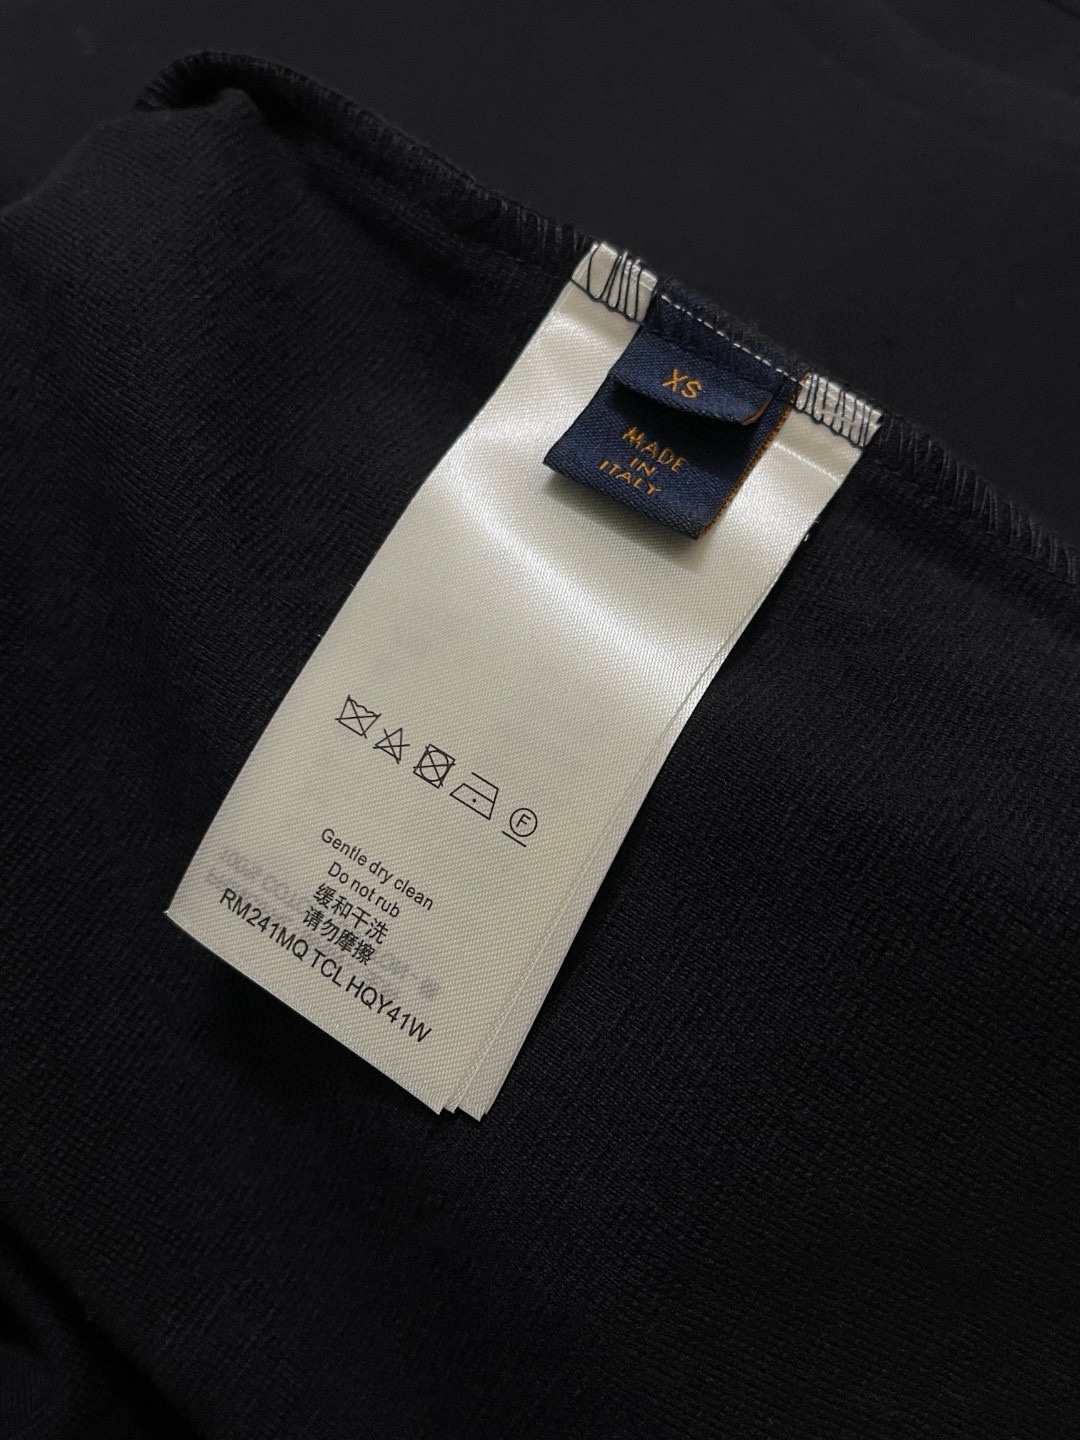 XS
MADE
IN
ITALY
F
Gentle dry clean
Do not rub
缓和干洗
请勿摩擦
RM241MQ TCL HQY41W